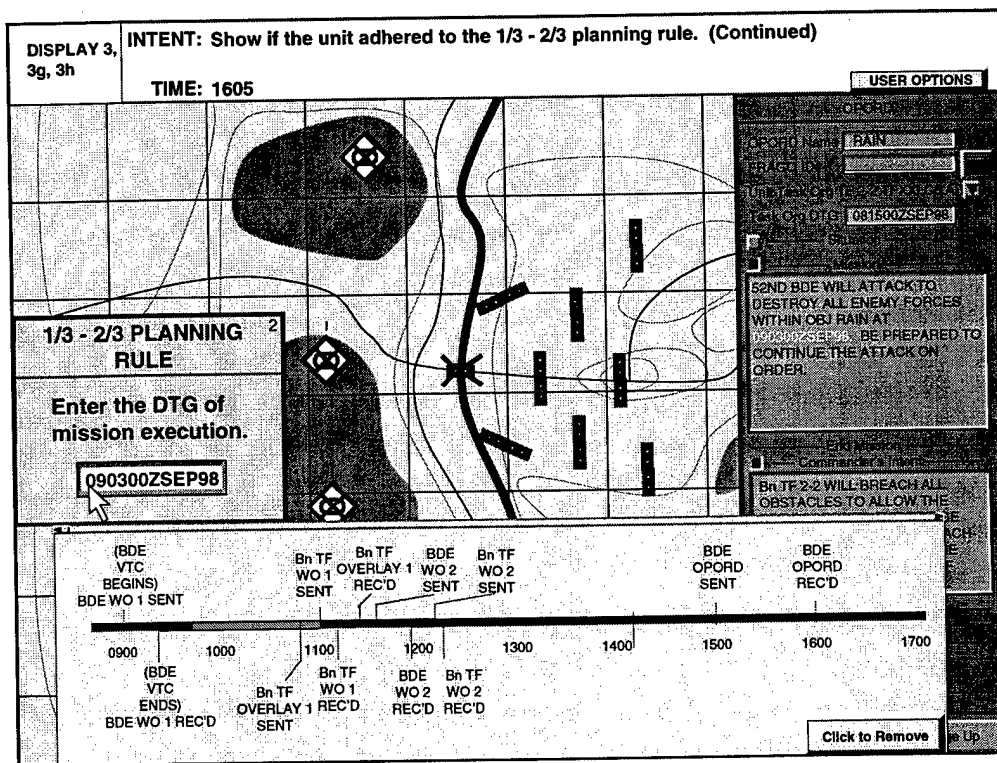 DISPLAY 3,
3g, 3h
INTENT: Show if the unit adhered to the 1/3 - 2/3 planning rule. (Continued)
TIME: 1605
USER OPTIONS
OPORD
OPORD Name
RAIN
Task Org DTG
081500ZSEP98
52ND BDE WILL ATTACK TO
DESTROY ALL ENEMY FORCES
WITHIN OBJ RAIN AT
090300ZSEP98. BE PREPARED TO
CONTINUE THE ATTACK ON
ORDER.
Commander's Intent
Bn TF 2-2 WILL BREACH ALL
OBSTACLES TO ALLOW THE
1/3 - 2/3 PLANNING
RULE
2
Enter the DTG of
mission execution.
090300ZSEP98
(BDE
VTC
BEGINS)
BDE WO 1 SENT
Bn TF
WO 1
SENT
Bn TF
OVERLAY 1
REC'D
BDE
WO 2
SENT
Bn TF
WO 2
SENT
BDE
OPORD
SENT
BDE
OPORD
REC'D
0900 1000 1100 1200 1300 1400 1500 1600 1700
(BDE
VTC
ENDS)
BDE WO 1 REC'D
Bn TF
OVERLAY 1
SENT
Bn TF
WO 1
REC'D
BDE
WO 2
REC'D
Bn TF
WO 2
REC'D
Click to Remove
e Up